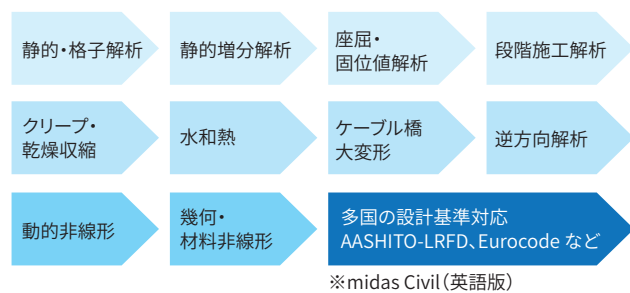 静的・格子解析
静的増分解析
座屈・
固位値解析
段階施工解析
クリープ・
乾燥収縮
水和熱
ケーブル橋
大変形
逆方向解析
動的非線形
幾何・
材料非線形
多国の設計基準対応
AASHITO-LRFD、Eurocode など
※midas Civil（英語版）